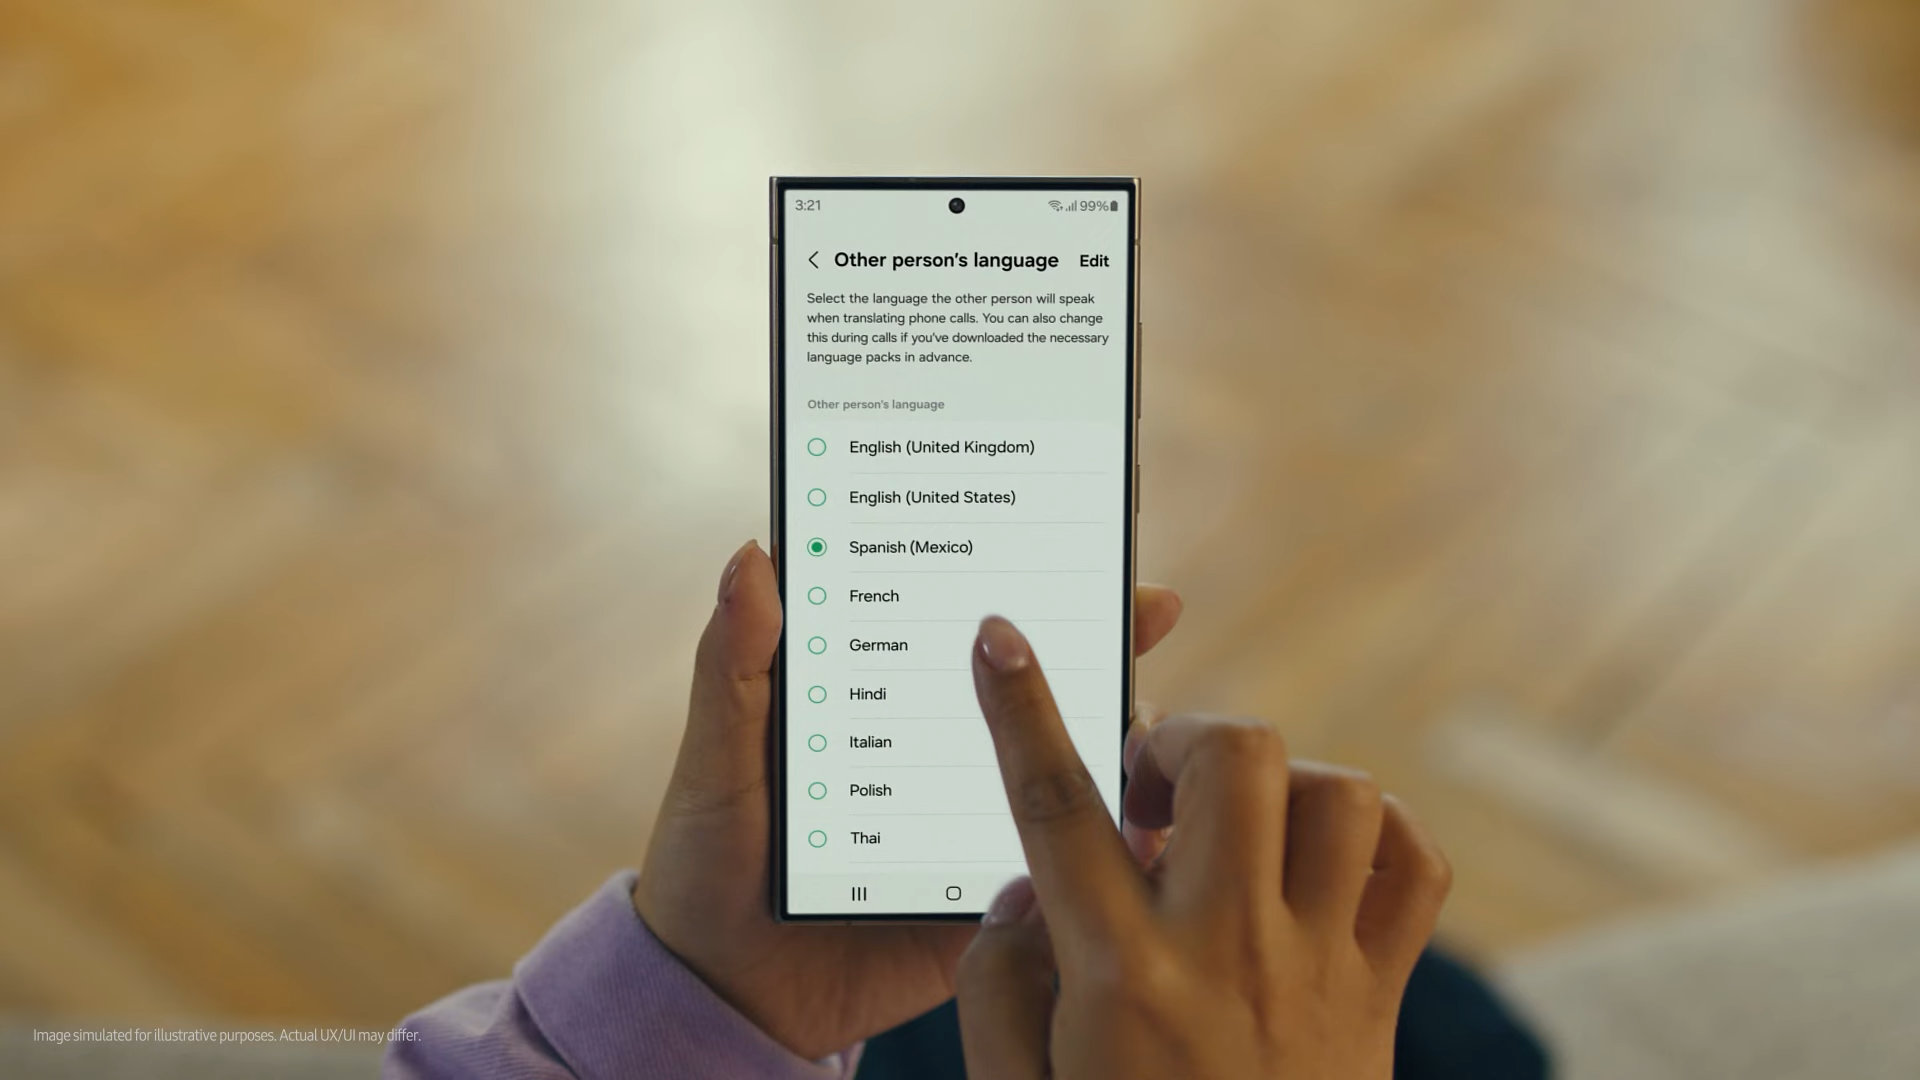 3:21
99%
Other person's language
Edit
Select the language the other person will speak
when translating phone calls. You can also change
this during calls if you've downloaded the necessary
language packs in advance.
Other person's language
English (United Kingdom)
English (United States)
Spanish (Mexico)
French
German
Hindi
Italian
Polish
Thai
Image simulated for illustrative purposes. Actual UX/UI may differ.